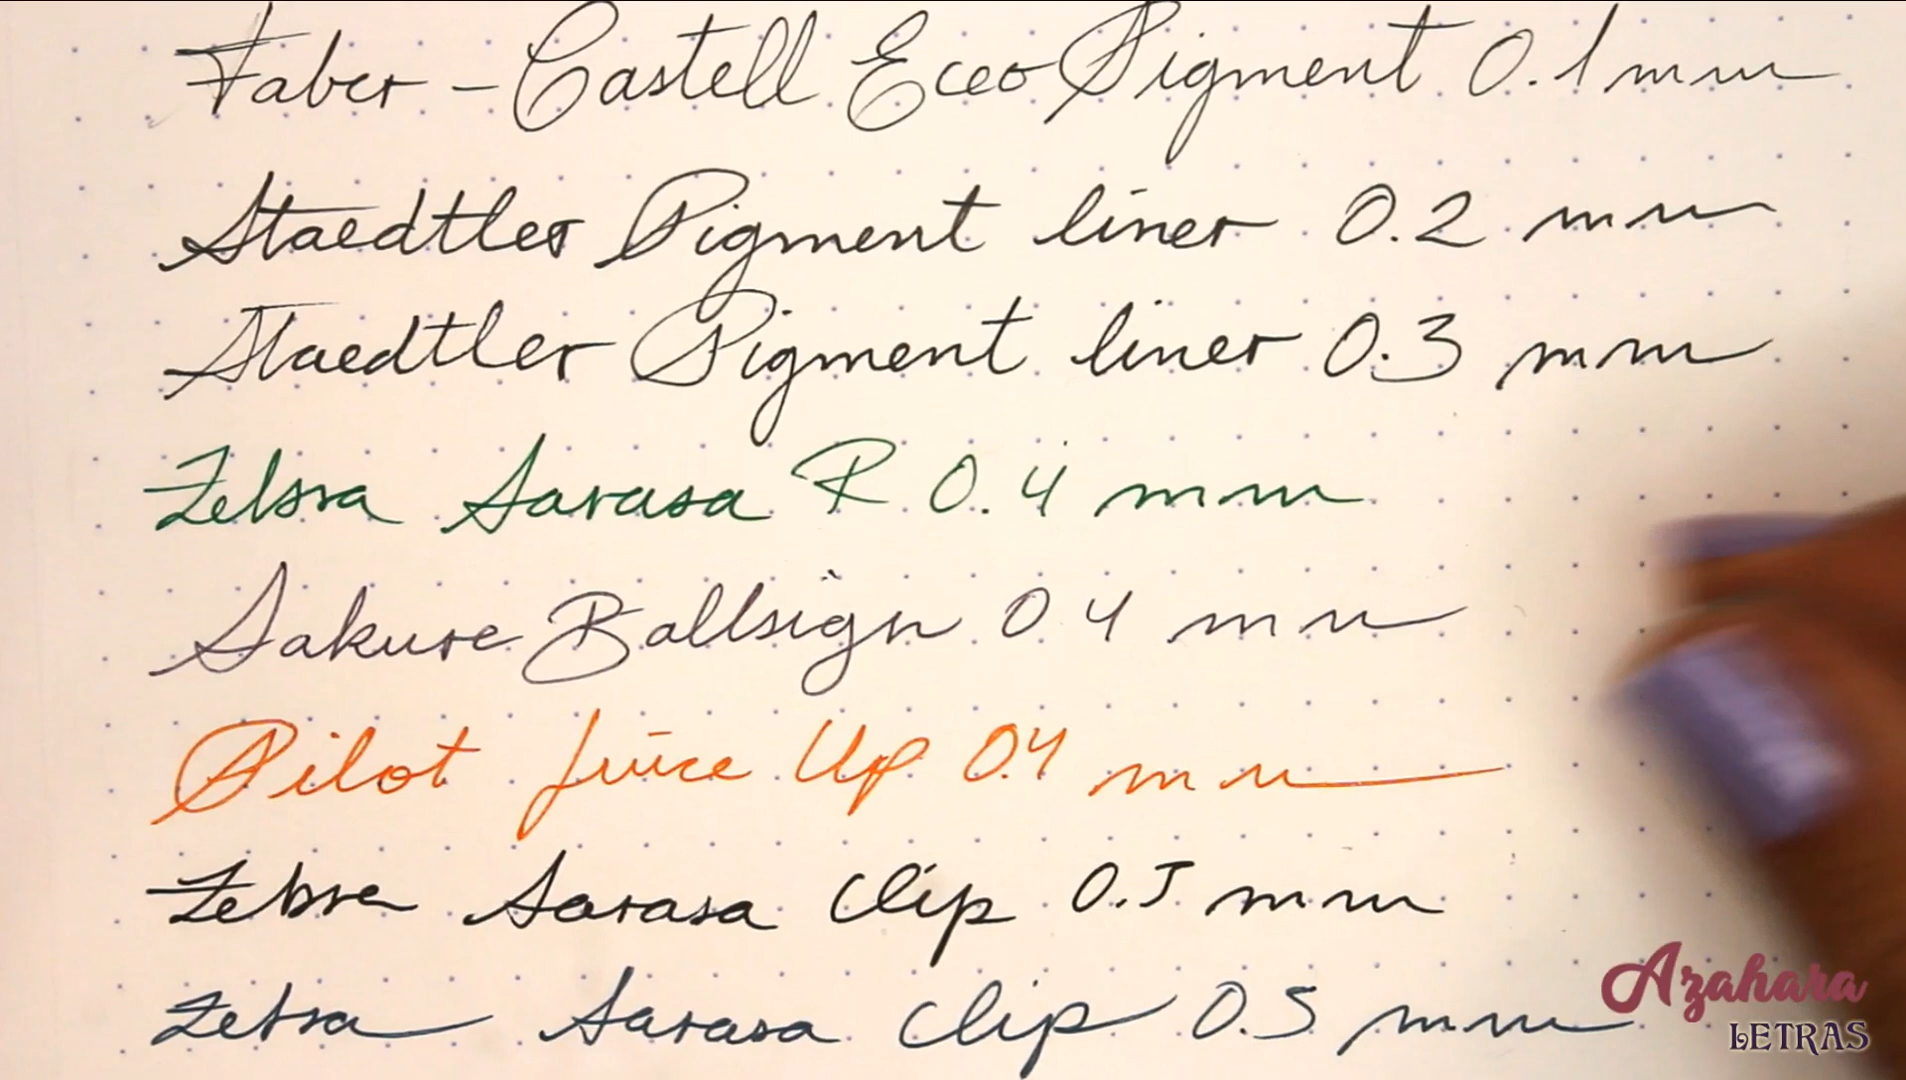 Faber-Castell Ecco Pigment 0.1 mm
Staedtler Pigment liner 0.2 mm
Staedtler Pigment liner 0.3 mm
Zebra Sarasa R 0.4 mm
Sakura Ballsign 0.4 mm
Pilot Juice Up 0.4 mm
Zebra Sarasa Clip 0.5 mm
Zebra Sarasa Clip 0.5 mm
Azahara
LETRAS